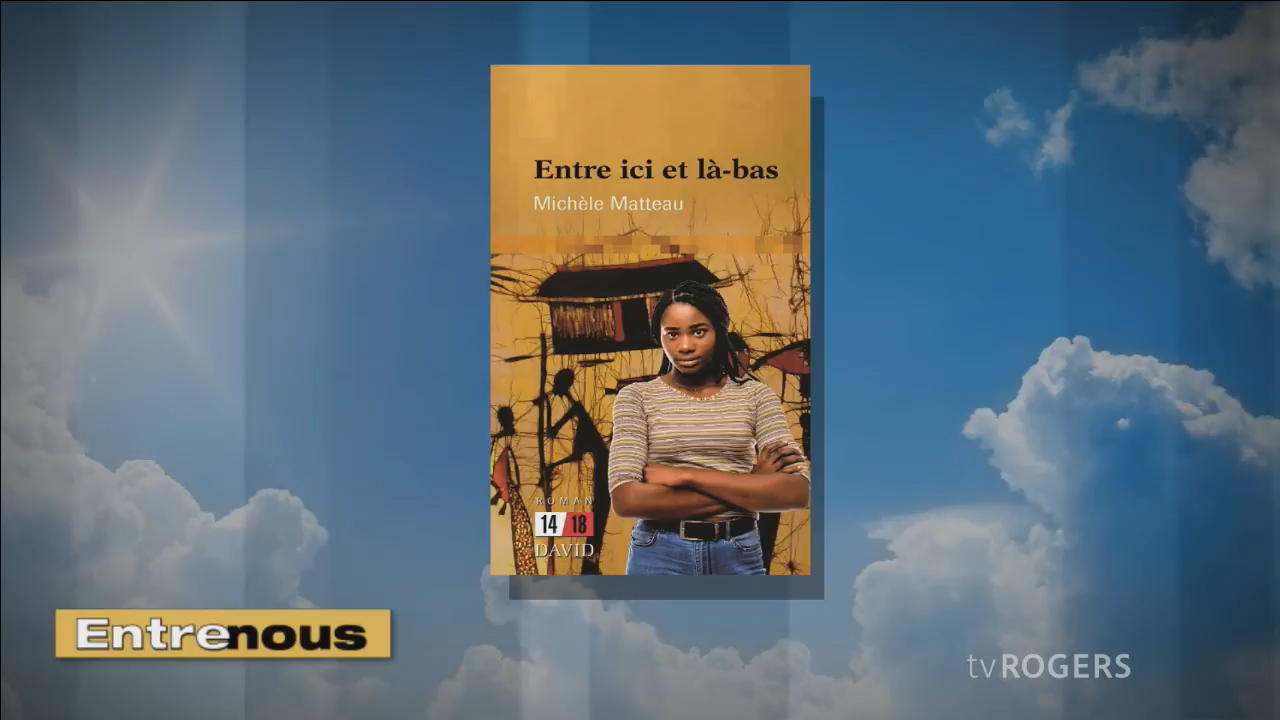 Entre ici et là-bas
Michèle Matteau
ROMAN
14/18
DAVID
Entrenous
tvROGERS